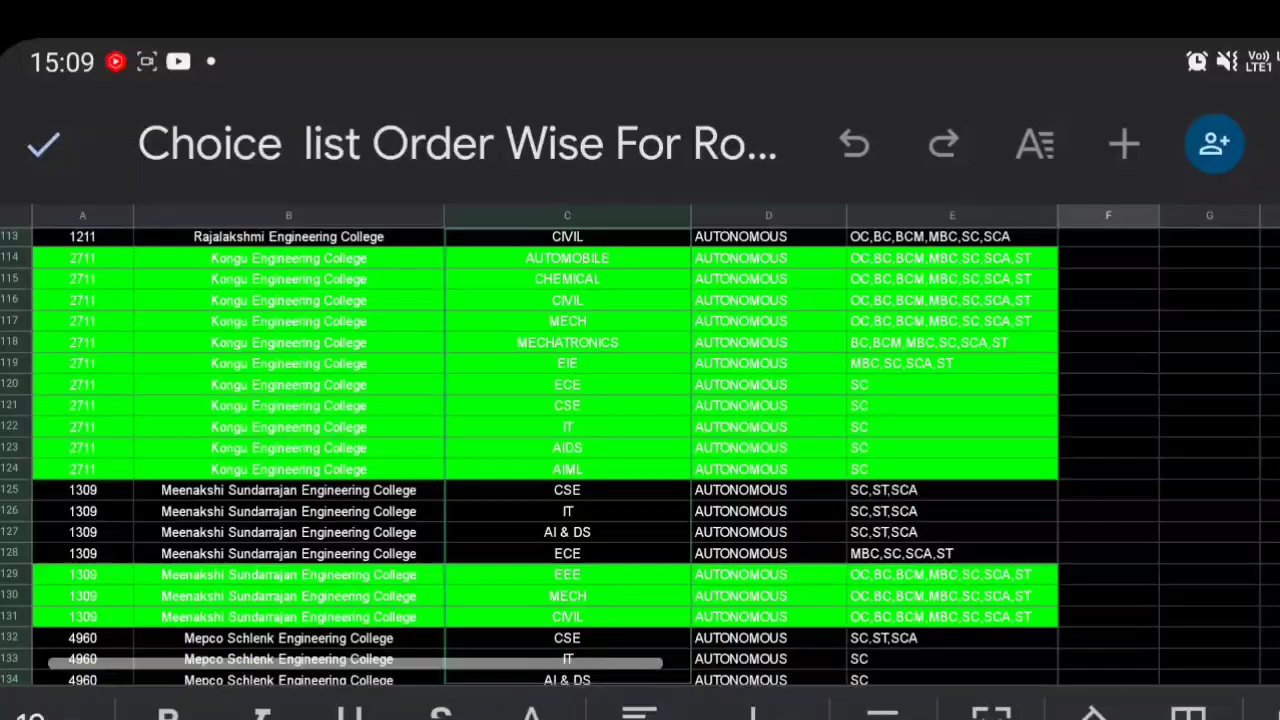 15:09 Vo) LTE1
Choice list Order Wise For Ro...
A B C D E F G
113 1211 Rajalakshmi Engineering College CIVIL AUTONOMOUS OC,BC,BCM,MBC,SC,SCA
114 2711 Kongu Engineering College AUTOMOBILE AUTONOMOUS OC,BC,BCM,MBC,SC,SCA,ST
115 2711 Kongu Engineering College CHEMICAL AUTONOMOUS OC,BC,BCM,MBC,SC,SCA,ST
116 2711 Kongu Engineering College CIVIL AUTONOMOUS OC,BC,BCM,MBC,SC,SCA,ST
117 2711 Kongu Engineering College MECH AUTONOMOUS OC,BC,BCM,MBC,SC,SCA,ST
118 2711 Kongu Engineering College MECHATRONICS AUTONOMOUS BC,BCM,MBC,SC,SCA,ST
119 2711 Kongu Engineering College EIE AUTONOMOUS MBC,SC,SCA,ST
120 2711 Kongu Engineering College ECE AUTONOMOUS SC
121 2711 Kongu Engineering College CSE AUTONOMOUS SC
122 2711 Kongu Engineering College IT AUTONOMOUS SC
123 2711 Kongu Engineering College AIDS AUTONOMOUS SC
124 2711 Kongu Engineering College AIML AUTONOMOUS SC
125 1309 Meenakshi Sundarrajan Engineering College CSE AUTONOMOUS SC,ST,SCA
126 1309 Meenakshi Sundarrajan Engineering College IT AUTONOMOUS SC,ST,SCA
127 1309 Meenakshi Sundarrajan Engineering College AI & DS AUTONOMOUS SC,ST,SCA
128 1309 Meenakshi Sundarrajan Engineering College ECE AUTONOMOUS MBC,SC,SCA,ST
129 1309 Meenakshi Sundarrajan Engineering College EEE AUTONOMOUS OC,BC,BCM,MBC,SC,SCA,ST
130 1309 Meenakshi Sundarrajan Engineering College MECH AUTONOMOUS OC,BC,BCM,MBC,SC,SCA,ST
131 1309 Meenakshi Sundarrajan Engineering College CIVIL AUTONOMOUS OC,BC,BCM,MBC,SC,SCA,ST
132 4960 Mepco Schlenk Engineering College CSE AUTONOMOUS SC,ST,SCA
133 4960 Mepco Schlenk Engineering College IT AUTONOMOUS SC
134 4960 Mepco Schlenk Engineering College AI & DS AUTONOMOUS SC